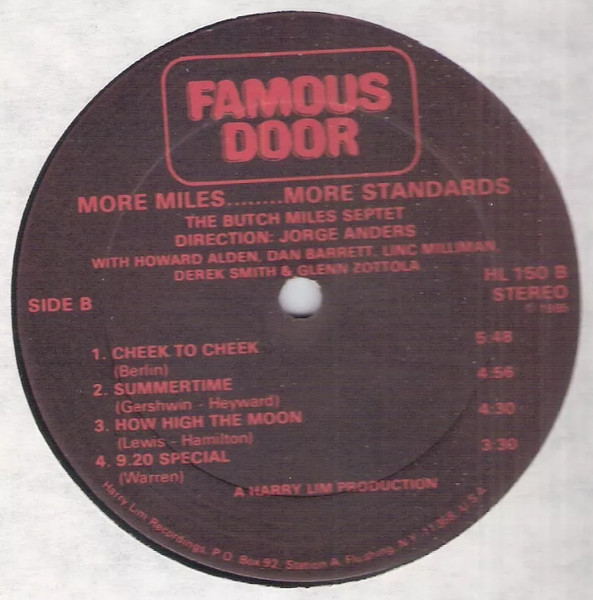 FAMOUS
DOOR
MORE MILES........MORE STANDARDS
THE BUTCH MILES SEPTET
DIRECTION: JORGE ANDERS
WITH HOWARD ALDEN, DAN BARRETT, LINC MILLIMAN,
DEREK SMITH & GLENN ZOTTOLA
SIDE B
HL 150 B
STEREO
1. CHEEK TO CHEEK 5:48
(Berlin)
2. SUMMERTIME 4:56
(Gershwin - Heyward)
3. HOW HIGH THE MOON 4:30
(Lewis - Hamilton)
4. 9.20 SPECIAL 3:30
(Warren)
A HARRY LIM PRODUCTION
Harry Lim Recordings, P.O. Box 92, Station A, Flushing, N.Y. U.S.A.